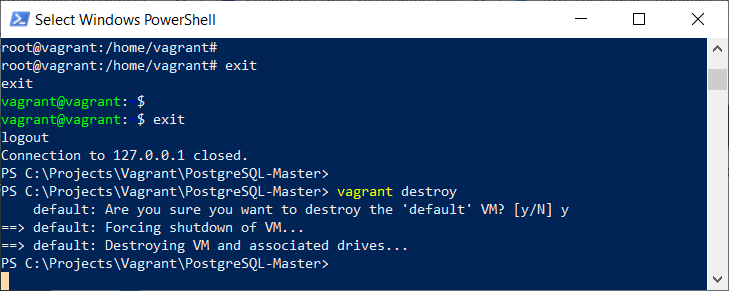 Select Windows PowerShell
root@vagrant:/home/vagrant#
root@vagrant:/home/vagrant# exit
exit
vagrant@vagrant:~$
vagrant@vagrant:~$ exit
logout
Connection to 127.0.0.1 closed.
PS C:\Projects\Vagrant\PostgreSQL-Master>
PS C:\Projects\Vagrant\PostgreSQL-Master> vagrant destroy
    default: Are you sure you want to destroy the 'default' VM? [y/N] y
==> default: Forcing shutdown of VM...
==> default: Destroying VM and associated drives...
PS C:\Projects\Vagrant\PostgreSQL-Master>